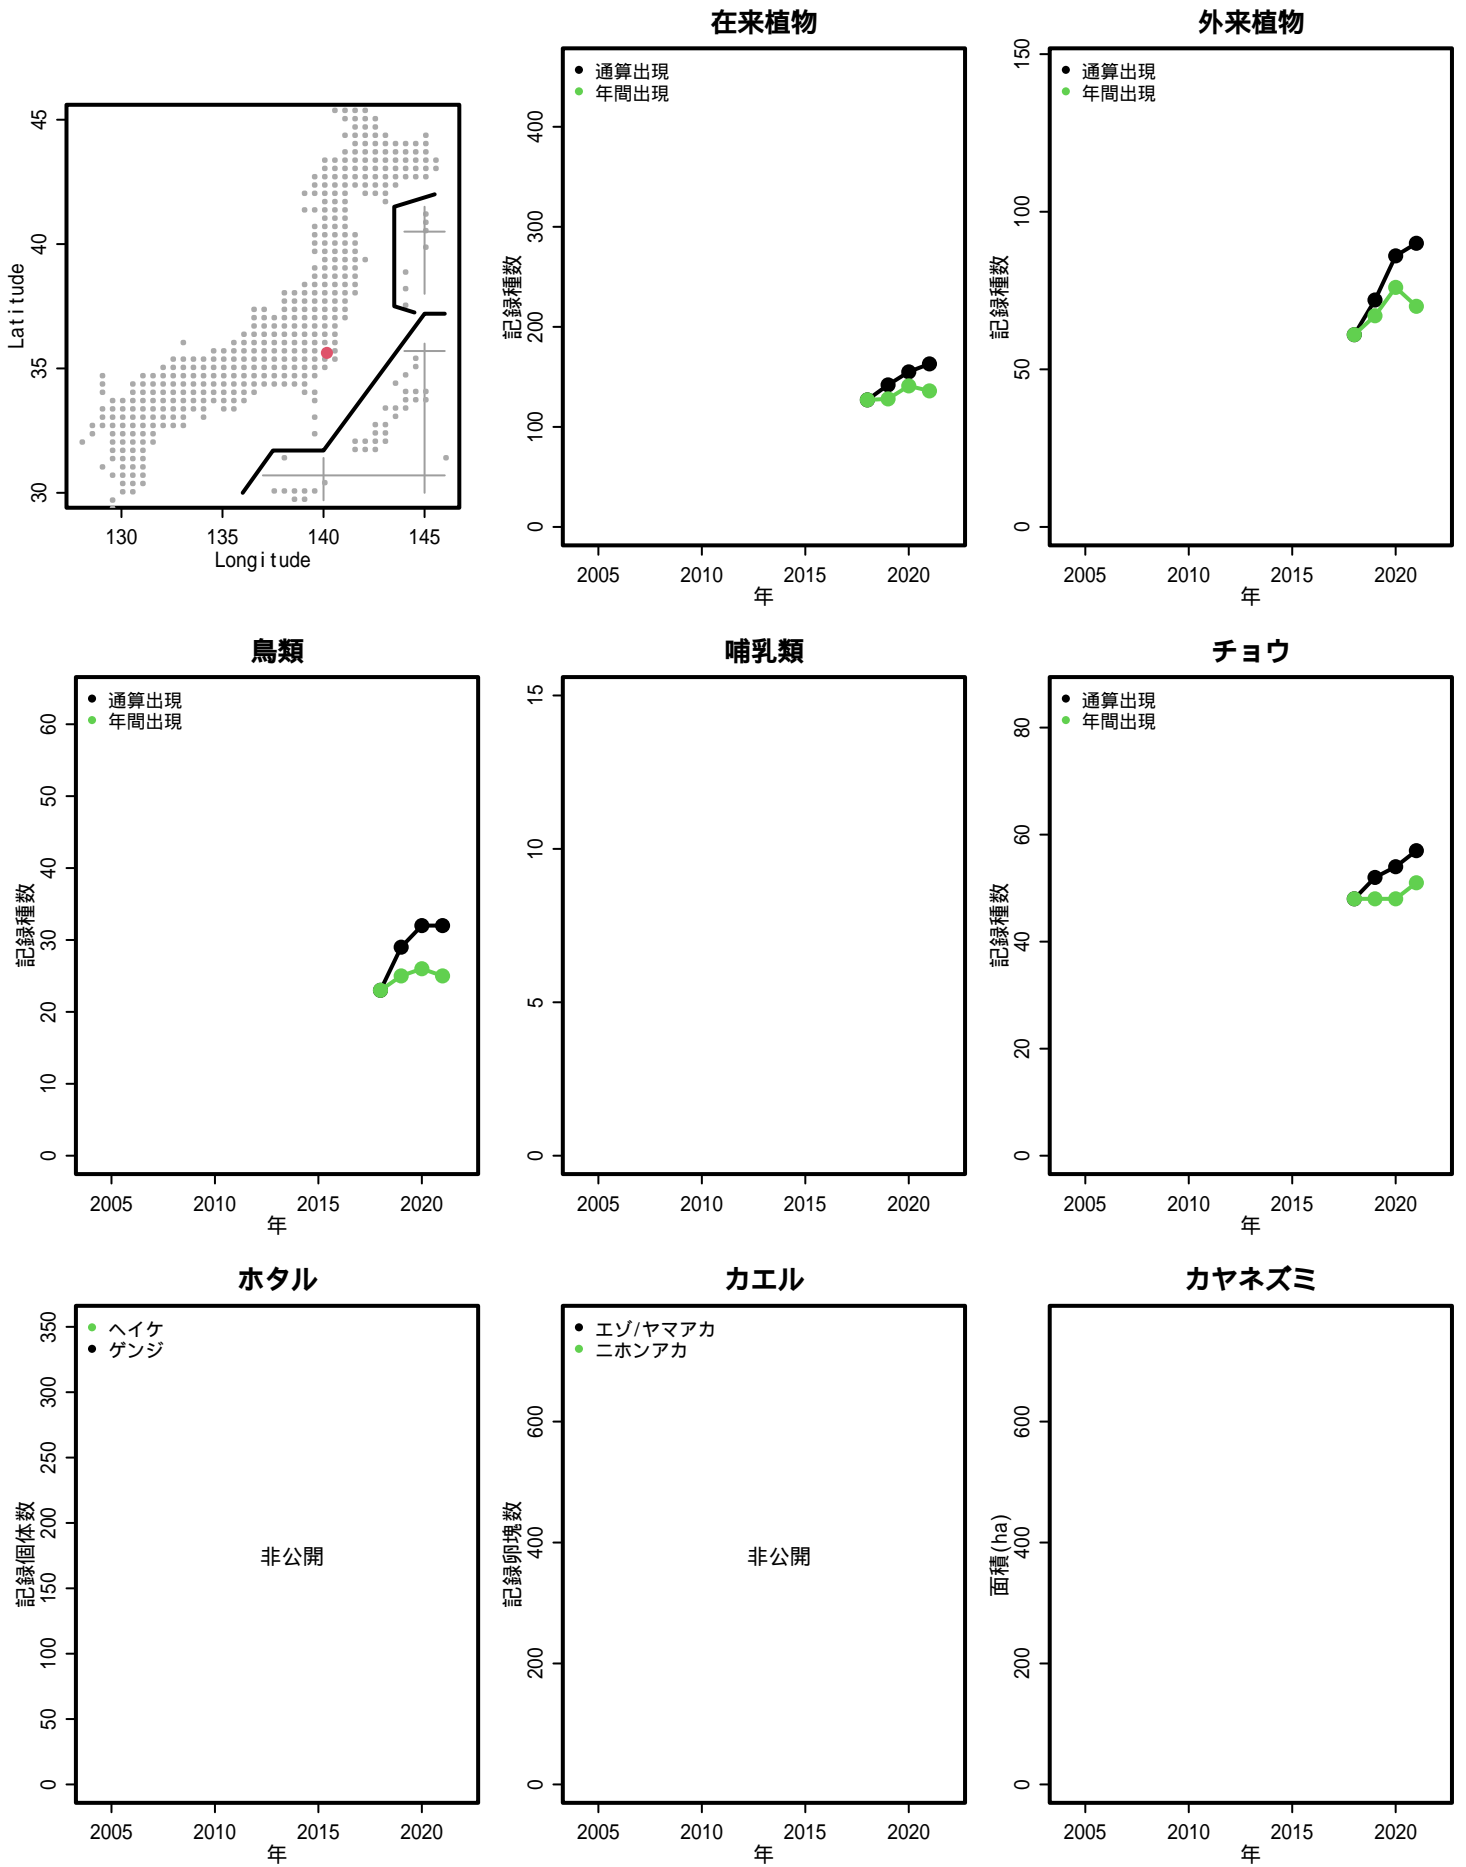 45
40
35
30
Latitude
130
135
140
145
Longitude
在来植物
通算出現
年間出現
400
300
200
100
0
記録種数
2005
2010
2015
2020
年
外来植物
通算出現
年間出現
150
100
50
0
記録種数
2005
2010
2015
2020
年
鳥類
通算出現
年間出現
60
50
40
30
20
10
0
記録種数
2005
2010
2015
2020
年
哺乳類
15
10
5
0
2005
2010
2015
2020
チョウ
通算出現
年間出現
80
60
40
20
0
記録種数
2005
2010
2015
2020
年
ホタル
ヘイケ
ゲンジ
350
300
250
200
150
100
50
0
記録個体数
非公開
2005
2010
2015
2020
年
カエル
エゾ/ヤマアカ
ニホンアカ
600
400
200
0
記録卵塊数
非公開
2005
2010
2015
2020
カヤネズミ
600
400
200
0
面積(ha)
2005
2010
2015
2020
年